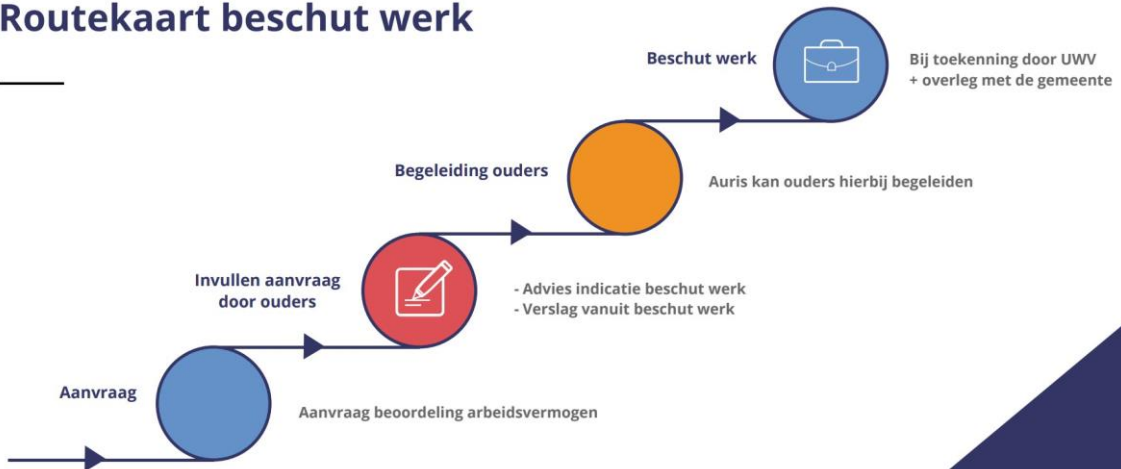 Routekaart beschut werk
Beschut werk
Bij toekenning door UWV
+ overleg met de gemeente
Begeleiding ouders
Auris kan ouders hierbij begeleiden
Invullen aanvraag
door ouders
- Advies indicatie beschut werk
- Verslag vanuit beschut werk
Aanvraag
Aanvraag beoordeling arbeidsvermogen